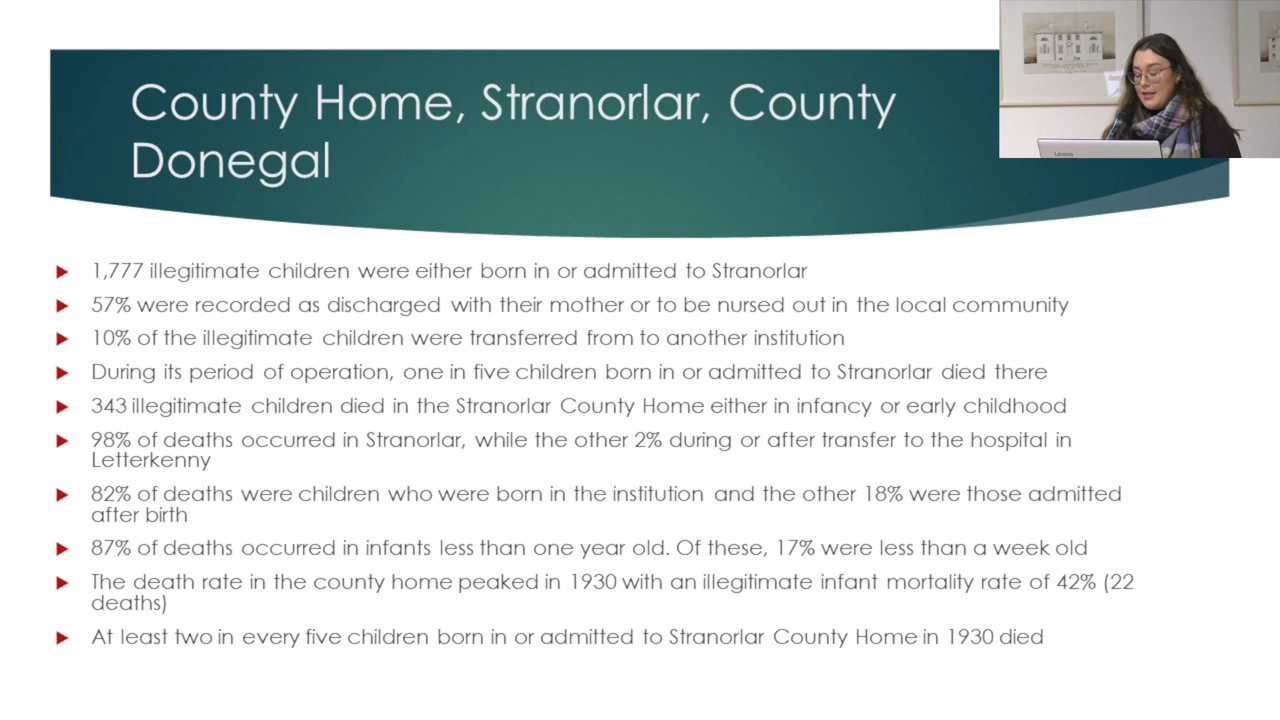 County Home, Stranorlar, County
Donegal
1,777 illegitimate children were either born in or admitted to Stranorlar
57% were recorded as discharged with their mother or to be nursed out in the local community
10% of the illegitimate children were transferred from to another institution
During its period of operation, one in five children born in or admitted to Stranorlar died there
343 illegitimate children died in the Stranorlar County Home either in infancy or early childhood
98% of deaths occurred in Stranorlar, while the other 2% during or after transfer to the hospital in
Letterkenny
82% of deaths were children who were born in the institution and the other 18% were those admitted
after birth
87% of deaths occurred in infants less than one year old. Of these, 17% were less than a week old
The death rate in the county home peaked in 1930 with an illegitimate infant mortality rate of 42% (22
deaths)
At least two in every five children born in or admitted to Stranorlar County Home in 1930 died
Lenovo